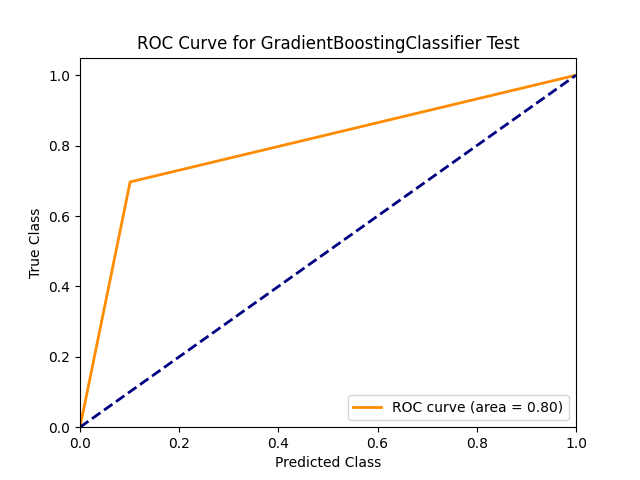 ROC Curve for GradientBoostingClassifier Test
True Class
1.0
0.8
0.6
0.4
0.2
0.0
0.0 0.2 0.4 0.6 0.8 1.0
Predicted Class
ROC curve (area = 0.80)